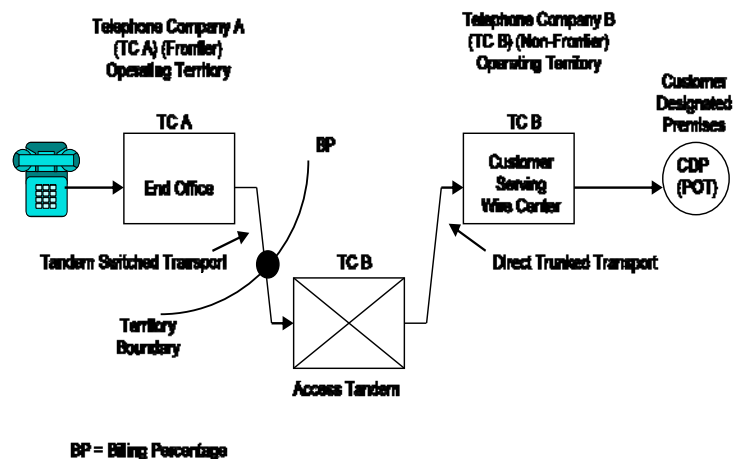 Telephone Company A
(TC A) (Frontier)
Operating Territory
Telephone Company B
(TC B) (Non-Frontier)
Operating Territory
Customer
Designated
Premises
TC A
End Office
BP
TC B
Customer
Serving
Wire Center
CDP
(POT)
Tandem Switched Transport
TC B
Direct Trunked Transport
Territory
Boundary
Access Tandem
BP = Billing Percentage